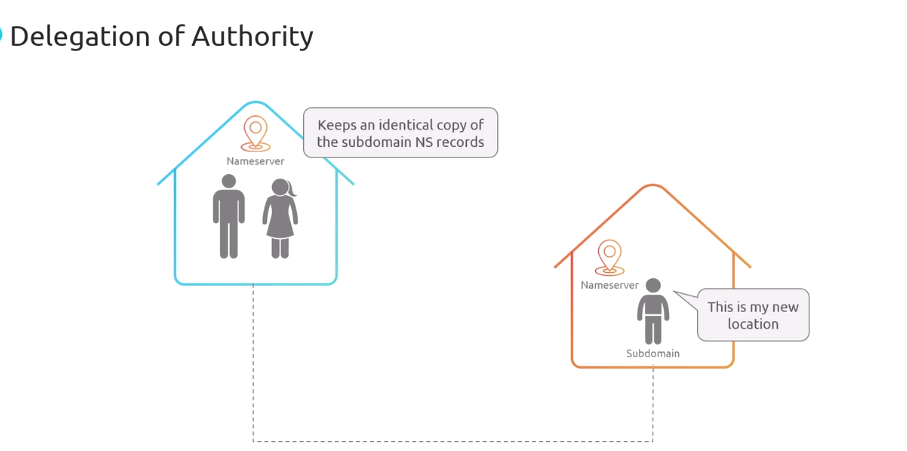 Delegation of Authority
Keeps an identical copy of
the subdomain NS records
Nameserver
Nameserver
This is my new
location
Subdomain